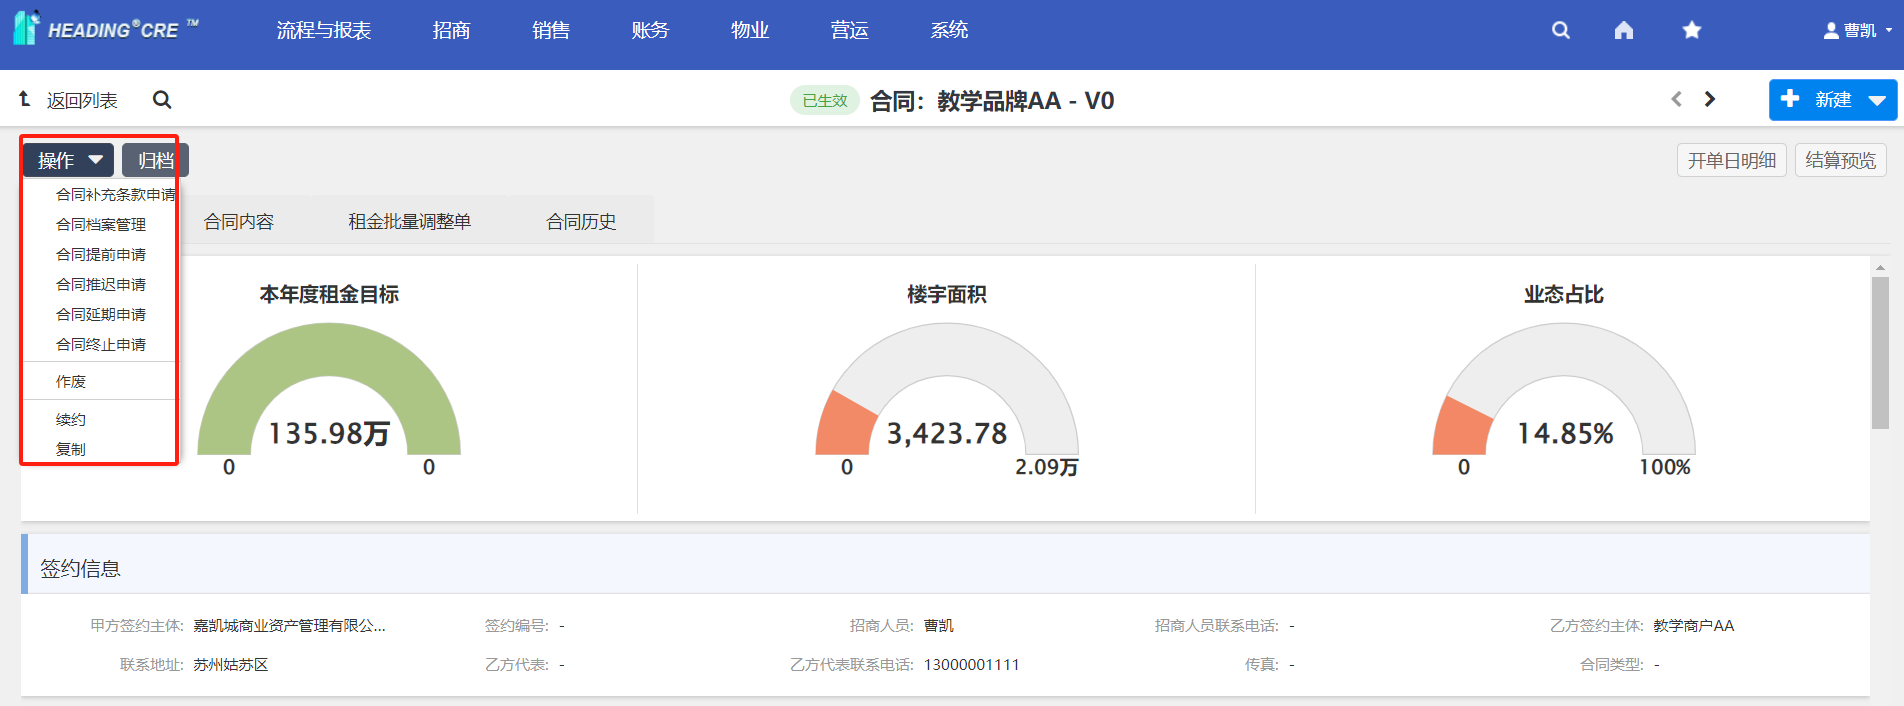 HEADING®CRE ™ 流程与报表 招商 销售 账务 物业 营运 系统 曹凯
返回列表 已生效 合同：教学品牌AA - V0 新建
操作 归档 开单日明细 结算预览
合同补充条款申请
合同档案管理
合同提前申请
合同推迟申请
合同延期申请
合同终止申请
作废
续约
复制
合同内容 租金批量调整单 合同历史
本年度租金目标
135.98万
0 0
楼宇面积
3,423.78
0 2.09万
业态占比
14.85%
0 100%
签约信息
甲方签约主体: 嘉凯城商业资产管理有限公... 签约编号: - 招商人员: 曹凯 招商人员联系电话: - 乙方签约主体: 教学商户AA
联系地址: 苏州姑苏区 乙方代表: - 乙方代表联系电话: 13000001111 传真: - 合同类型: -